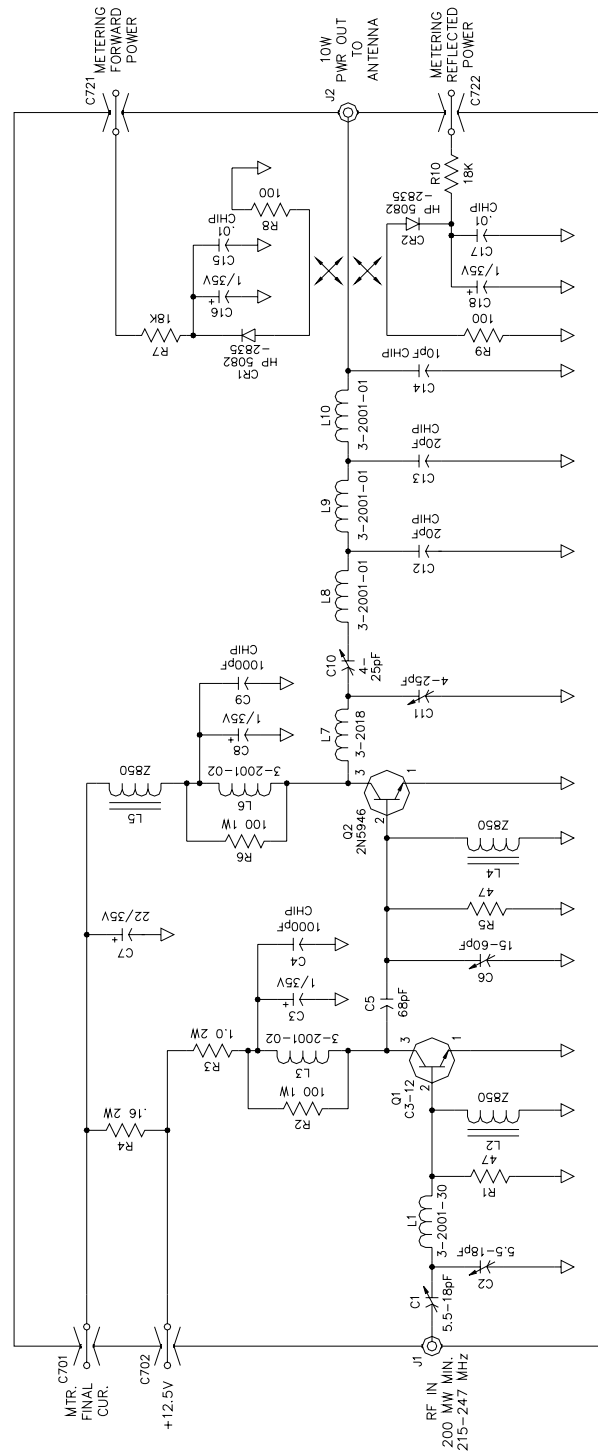 C721
METERING
FORWARD
POWER
10W
PWR OUT
TO
ANTENNA
J2
METERING
REFLECTED
POWER
C722
R7
18K
C15
.01
CHIP
C16
1/35V
+
R8
100
CR1
HP
5082
-2835
R9
100
CR2
HP
5082
-2835
R10
18K
C17
.01
CHIP
C18
1/35V
+
L5
Z850
R6
100 1W
L6
3-2001-02
C8
1/35V
+
C9
1000pF
CHIP
L7
3-2018
C10
4-
25pF
C11
4-25pF
L8
3-2001-01
C12
20pF
CHIP
L9
3-2001-01
C13
20pF
CHIP
L10
3-2001-01
C14
10pF CHIP
Q2
2N5946
3
2
1
L4
Z850
R5
47
C6
15-60pF
C5
68pF
C7
22/35V
+
R4
.16 2W
R3
1.0 2W
R2
100 1W
L3
3-2001-02
C3
1/35V
+
C4
1000pF
CHIP
Q1
C3-12
3
2
1
L2
Z850
R1
47
L1
3-2001-30
C2
5.5-18pF
C1
5.5-18pF
C701
MTR.
FINAL
CUR.
C702
+12.5V
J1
RF IN
200 MW MIN.
215-247 MHz